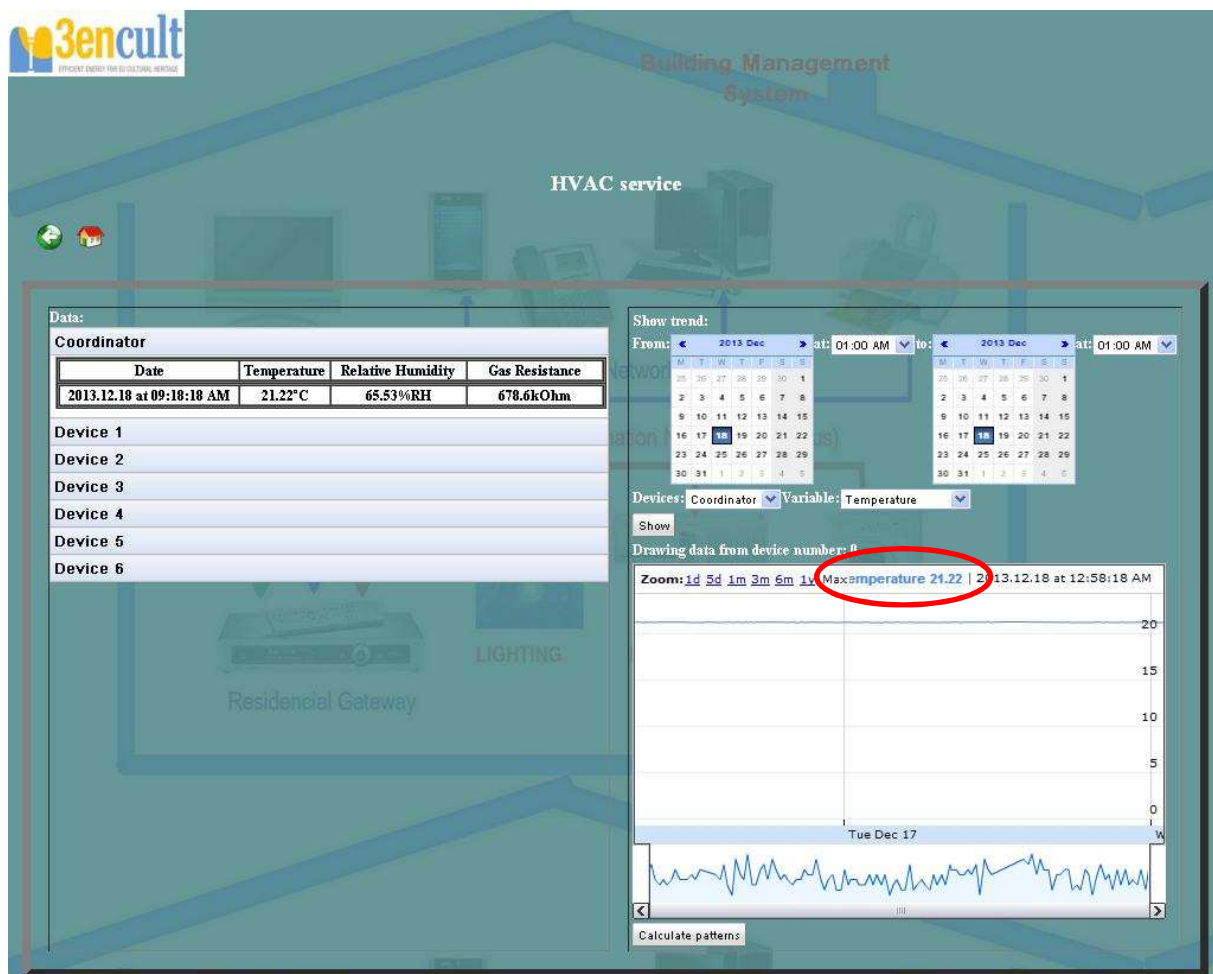 3encult
EFFICIENT ENERGY FOR EU CULTURAL HERITAGE
Building Management
System
HVAC service
Data:
Coordinator
Date Temperature Relative Humidity Gas Resistance
2013.12.18 at 09:18:18 AM 21.22°C 65.53%RH 678.6kOhm
Device 1
Device 2
Device 3
Device 4
Device 5
Device 6
LIGHTING
Residencial Gateway
Show trend:
From: « 2013 Dec » at: 01:00 AM to: « 2013 Dec » at: 01:00 AM
M T W T F S S M T W T F S S
25 26 27 28 29 30 1 25 26 27 28 29 30 1
2 3 4 5 6 7 8 2 3 4 5 6 7 8
9 10 11 12 13 14 15 9 10 11 12 13 14 15
16 17 18 19 20 21 22 16 17 18 19 20 21 22
23 24 25 26 27 28 29 23 24 25 26 27 28 29
30 31 1 2 3 4 5 30 31 1 2 3 4 5
Devices: Coordinator Variable: Temperature
Show
Drawing data from device number: 0
Zoom: 1d 5d 1m 3m 6m 1y Maxemperature 21.22 | 2013.12.18 at 12:58:18 AM
20
15
10
5
0
Tue Dec 17 W
Calculate patterns